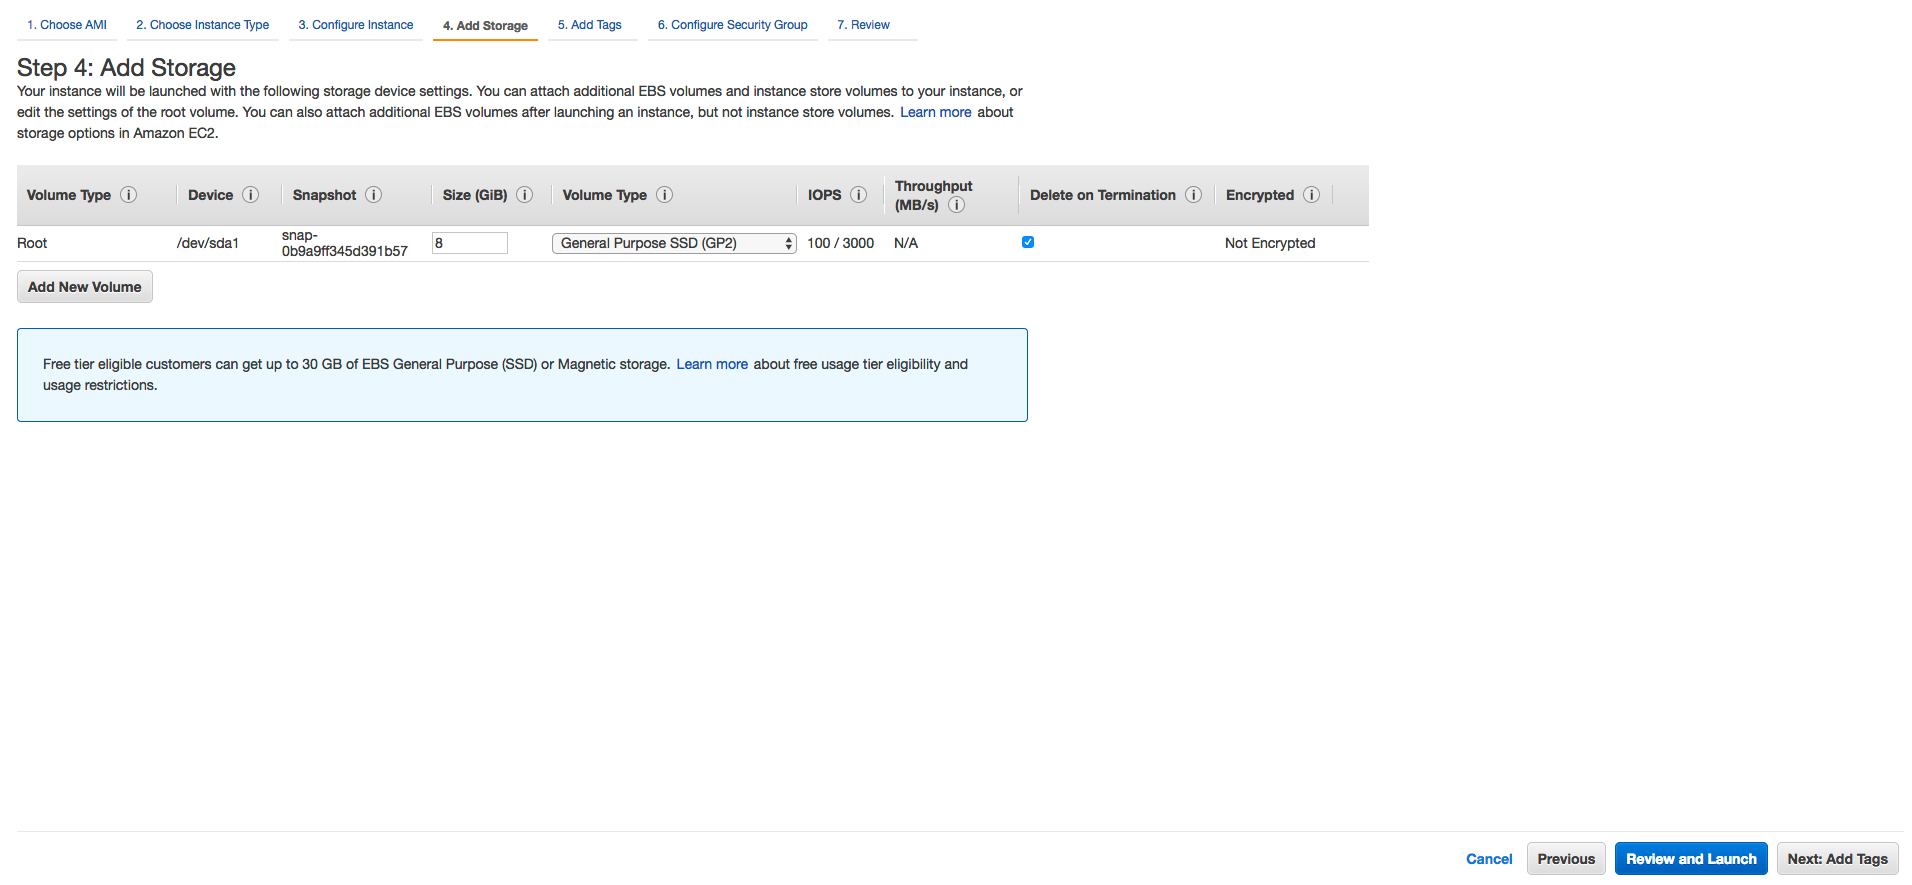 1. Choose AMI 2. Choose Instance Type 3. Configure Instance 4. Add Storage 5. Add Tags 6. Configure Security Group 7. Review
Step 4: Add Storage
Your instance will be launched with the following storage device settings. You can attach additional EBS volumes and instance store volumes to your instance, or
edit the settings of the root volume. You can also attach additional EBS volumes after launching an instance, but not instance store volumes. Learn more about
storage options in Amazon EC2.
Volume Type i Device i Snapshot i Size (GiB) i Volume Type i IOPS i Throughput (MB/s) i Delete on Termination i Encrypted i
Root /dev/sda1 snap-0b9a9ff345d391b57 8 General Purpose SSD (GP2) 100 / 3000 N/A Not Encrypted
Add New Volume
Free tier eligible customers can get up to 30 GB of EBS General Purpose (SSD) or Magnetic storage. Learn more about free usage tier eligibility and
usage restrictions.
Cancel Previous Review and Launch Next: Add Tags